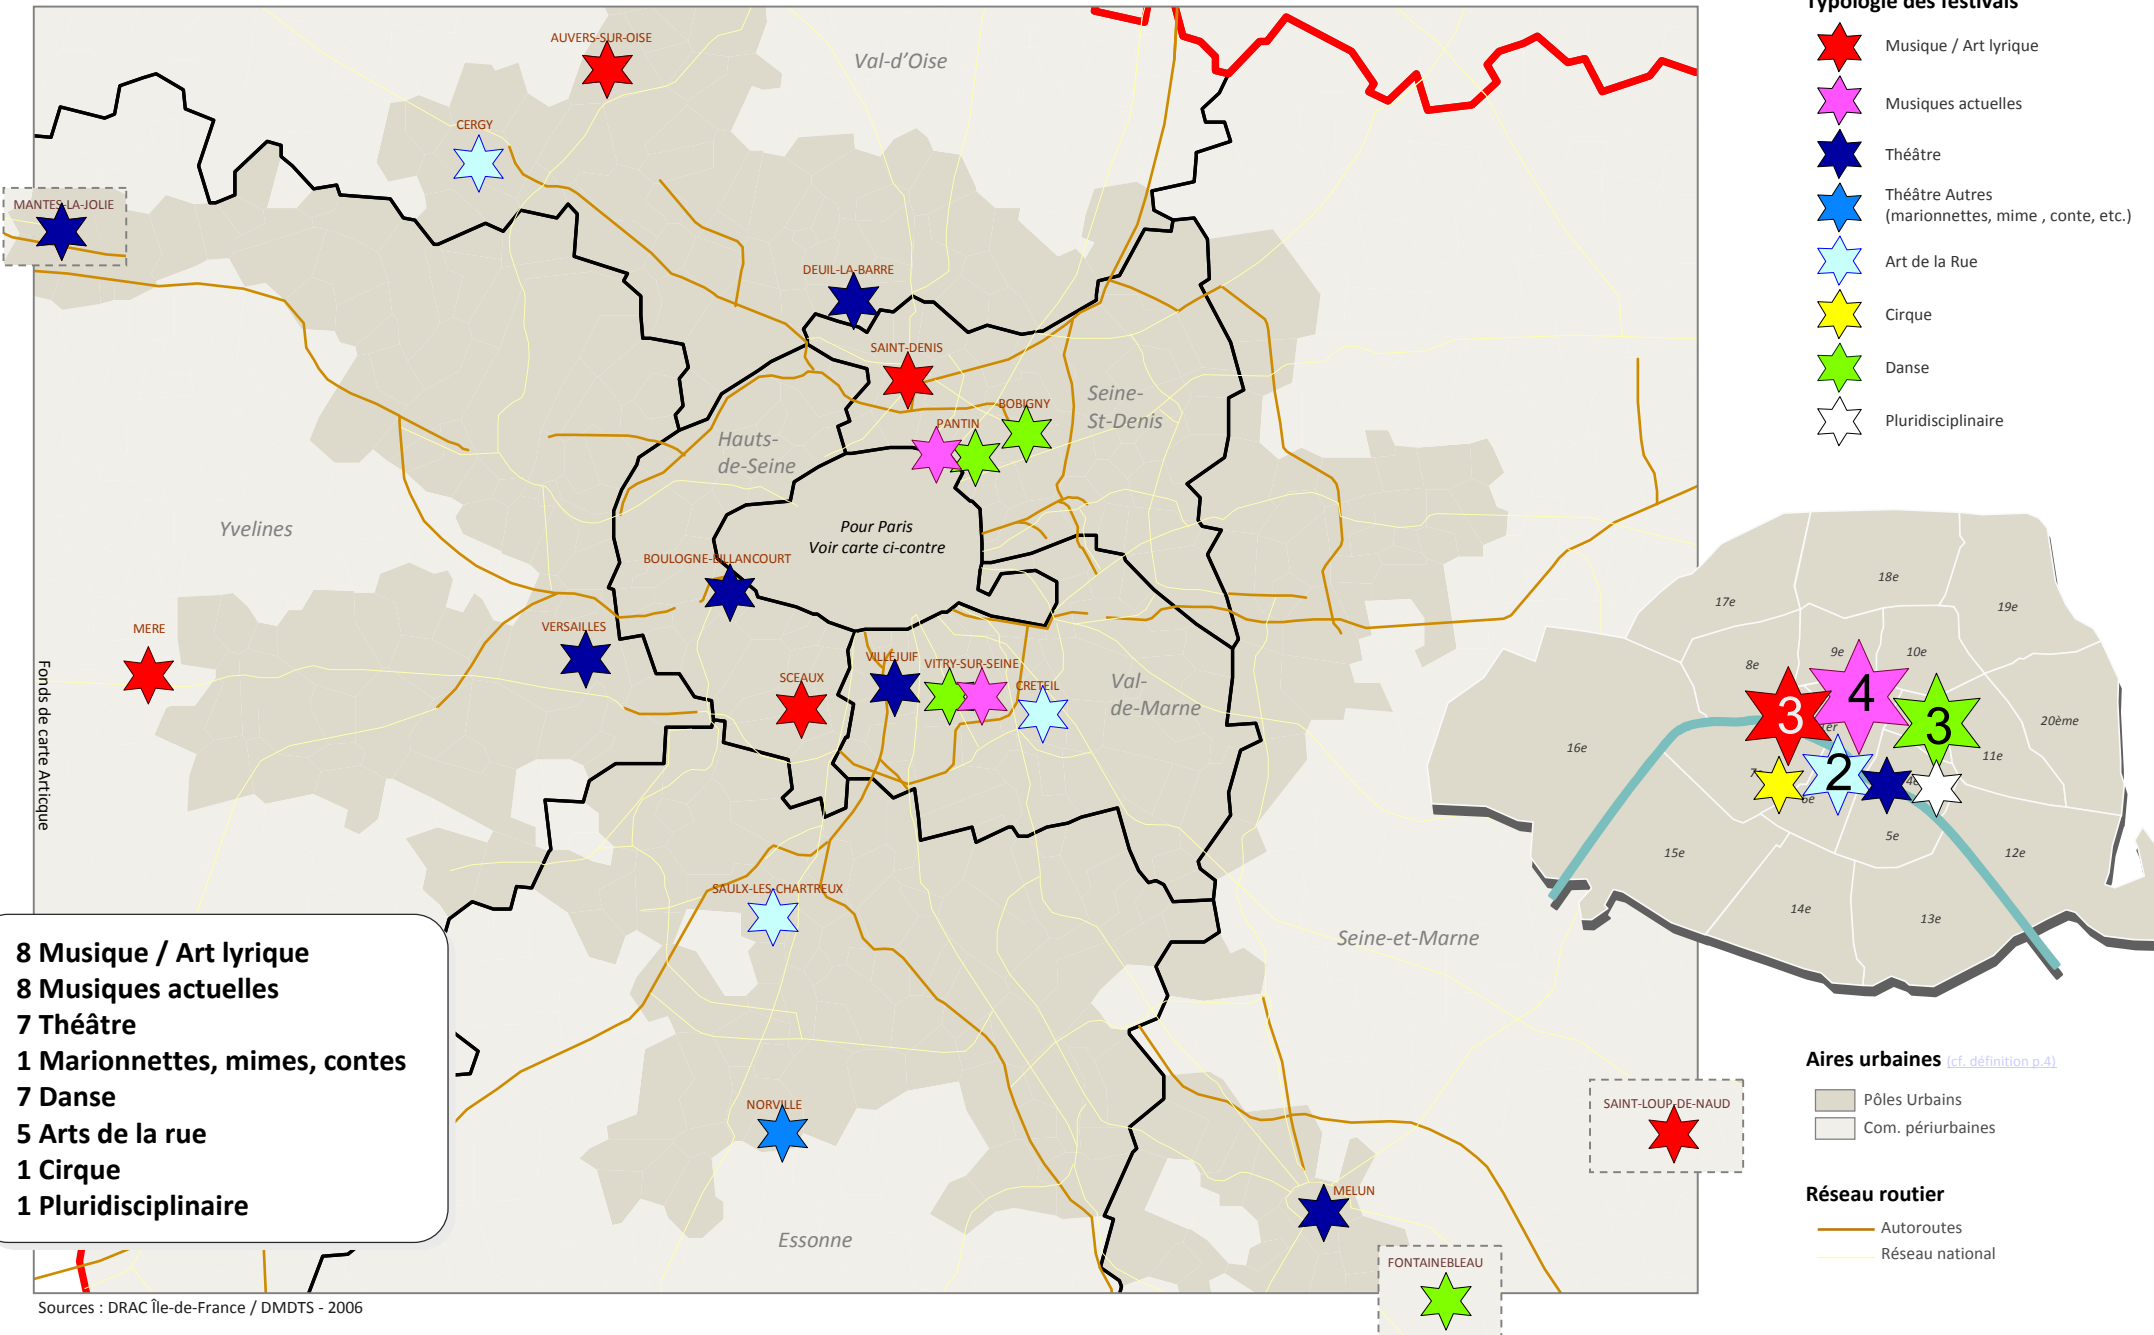 Typologie des festivals
Musique / Art lyrique
Musiques actuelles
Théâtre
Théâtre Autres
(marionnettes, mime , conte, etc.)
Art de la Rue
Cirque
Danse
Pluridisciplinaire
AUVERS-SUR-OISE
Val-d'Oise
CERGY
MANTES-LA-JOLIE
DEUIL-LA-BARRE
SAINT-DENIS
BOBIGNY
PANTIN
Seine-
St-Denis
Hauts-
de-Seine
Yvelines
Pour Paris
Voir carte ci-contre
BOULOGNE-BILLANCOURT
VERSAILLES
MERE
SCEAUX
VILLEJUIF
VITRY-SUR-SEINE
CRETEIL
Val-
de-Marne
Fonds de carte Articque
SAULX-LES-CHARTREUX
Seine-et-Marne
NORVILLE
Essonne
MELUN
SAINT-LOUP-DE-NAUD
FONTAINEBLEAU
18e
17e
19e
9e
10e
8e
4
3
3
1er
20ème
16e
11e
7e
2
4e
6e
5e
15e
12e
14e
13e
8 Musique / Art lyrique
8 Musiques actuelles
7 Théâtre
1 Marionnettes, mimes, contes
7 Danse
5 Arts de la rue
1 Cirque
1 Pluridisciplinaire
Aires urbaines (cf. définition p.4)
Pôles Urbains
Com. périurbaines
Réseau routier
Autoroutes
Réseau national
Sources : DRAC Île-de-France / DMDTS - 2006